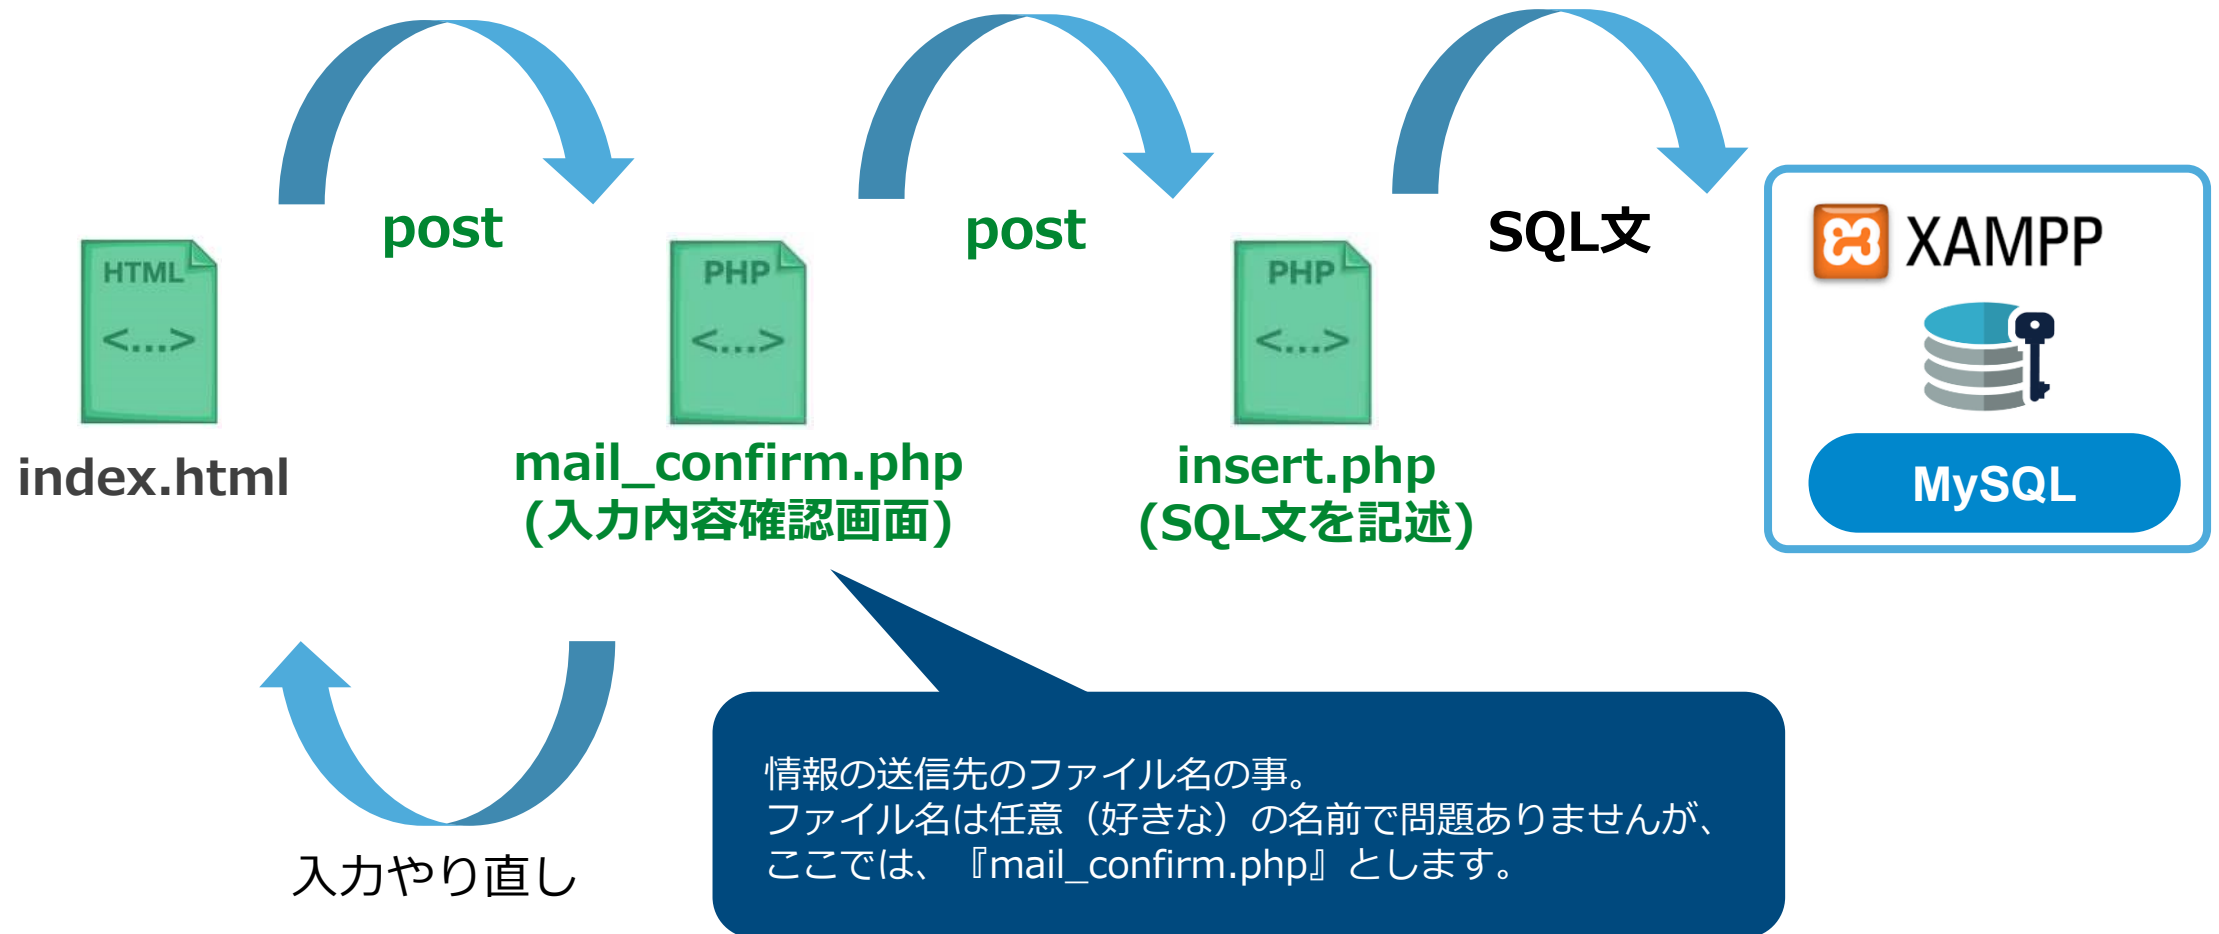 post
post
SQL文
XAMPP
HTML
<...>
PHP
<...>
PHP
<...>
MySQL
index.html
mail_confirm.php
(入力内容確認画面)
insert.php
(SQL文を記述)
入力やり直し
情報の送信先のファイル名の事。
ファイル名は任意（好きな）の名前で問題ありませんが、
ここでは、『mail_confirm.php』とします。